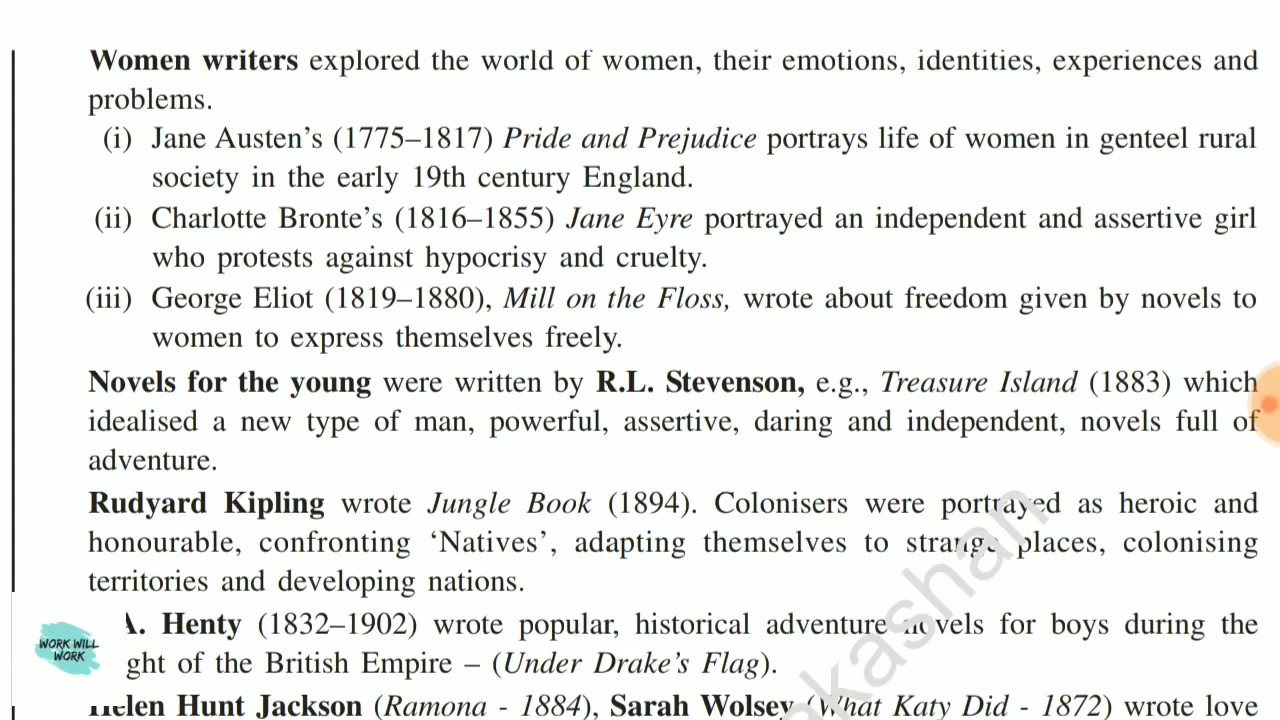 Women writers explored the world of women, their emotions, identities, experiences and
problems.
(i) Jane Austen's (1775–1817) Pride and Prejudice portrays life of women in genteel rural
society in the early 19th century England.
(ii) Charlotte Bronte's (1816–1855) Jane Eyre portrayed an independent and assertive girl
who protests against hypocrisy and cruelty.
(iii) George Eliot (1819–1880), Mill on the Floss, wrote about freedom given by novels to
women to express themselves freely.
Novels for the young were written by R.L. Stevenson, e.g., Treasure Island (1883) which
idealised a new type of man, powerful, assertive, daring and independent, novels full of
adventure.
Rudyard Kipling wrote Jungle Book (1894). Colonisers were portrayed as heroic and
honourable, confronting 'Natives', adapting themselves to strange places, colonising
territories and developing nations.
Henty (1832–1902) wrote popular, historical adventure novels for boys during the
ght of the British Empire – (Under Drake's Flag).
Helen Hunt Jackson (Ramona - 1884), Sarah Wolsey (What Katy Did - 1872) wrote love
WORK WILL
WORK
akashan